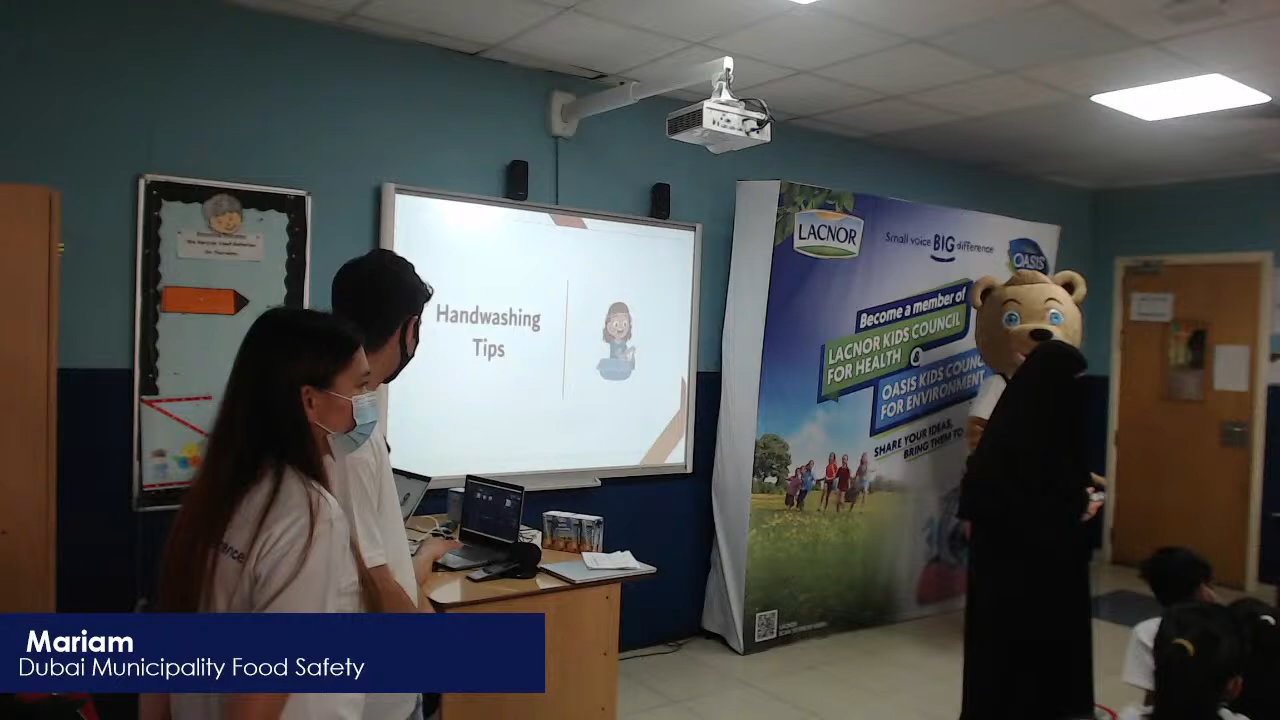 Handwashing
Tips
LACNOR
Small voice BIG difference
OASIS
Become a member of
LACNOR KIDS COUNCIL
FOR HEALTH &
OASIS KIDS COUNC
FOR ENVIRONMENT
SHARE YOUR IDEAS,
BRING THEM TO
Mariam
Dubai Municipality Food Safety